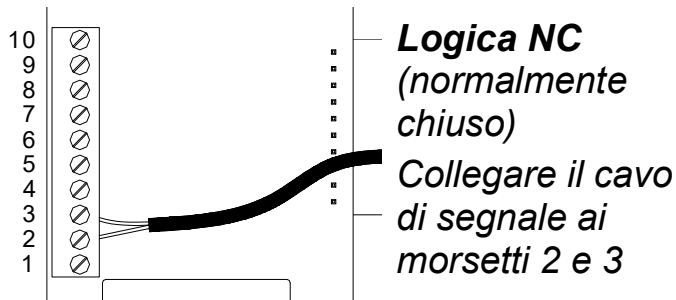 10
9
8
7
6
5
4
3
2
1
Logica NC
(normalmente
chiuso)
Collegare il cavo
di segnale ai
morsetti 2 e 3